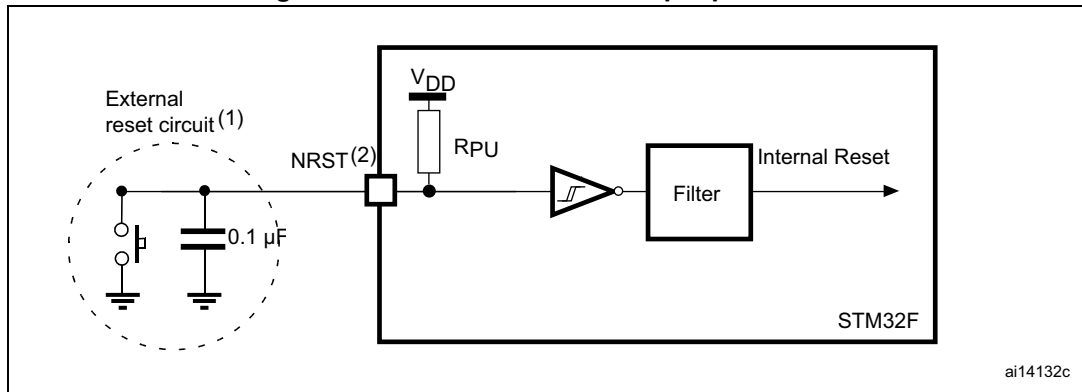 External
reset circuit(1)
VDD
NRST(2)
RPU
Internal Reset
Filter
0.1 µF
STM32F
ai14132c